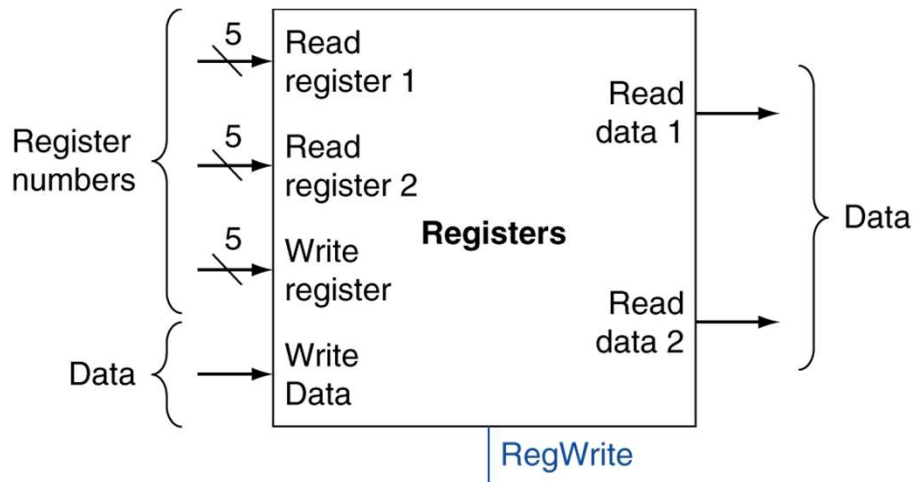 Register
numbers
Data
5
Read
register 1
5
Read
register 2
5
Write
register
Write
Data
Registers
Read
data 1
Read
data 2
Data
RegWrite